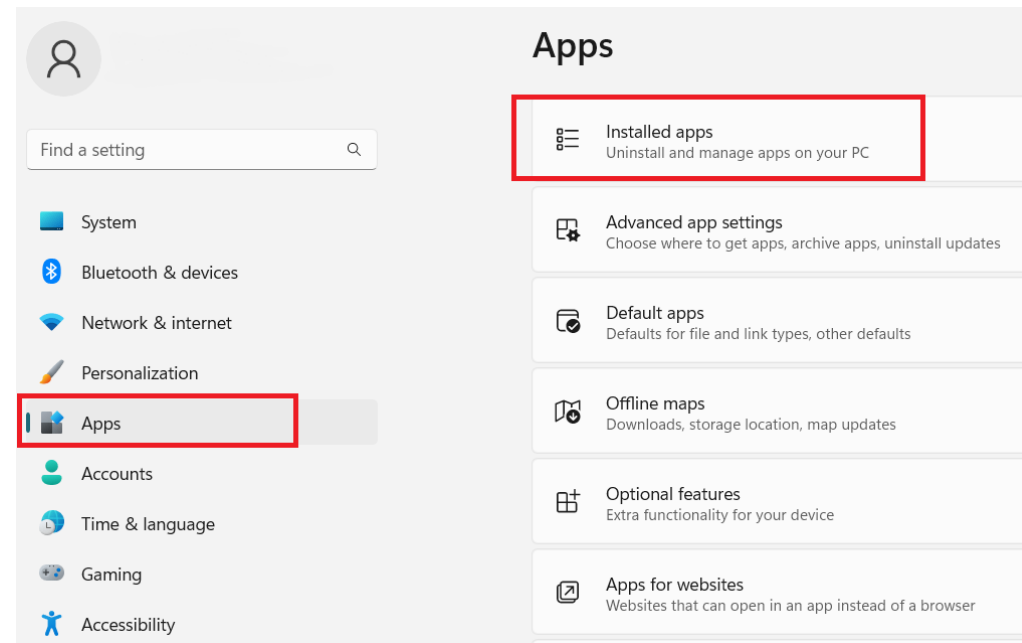 Find a setting
System
Bluetooth & devices
Network & internet
Personalization
Apps
Accounts
Time & language
Gaming
Accessibility
Apps
Installed apps
Uninstall and manage apps on your PC
Advanced app settings
Choose where to get apps, archive apps, uninstall updates
Default apps
Defaults for file and link types, other defaults
Offline maps
Downloads, storage location, map updates
Optional features
Extra functionality for your device
Apps for websites
Websites that can open in an app instead of a browser